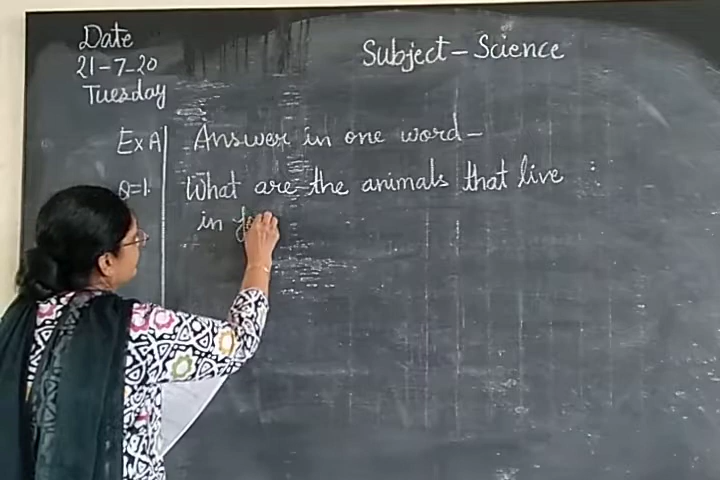 Date
21-7-20
Tuesday
Subject-Science
Ex A Answer in one word-
Q=1. What are the animals that live
in